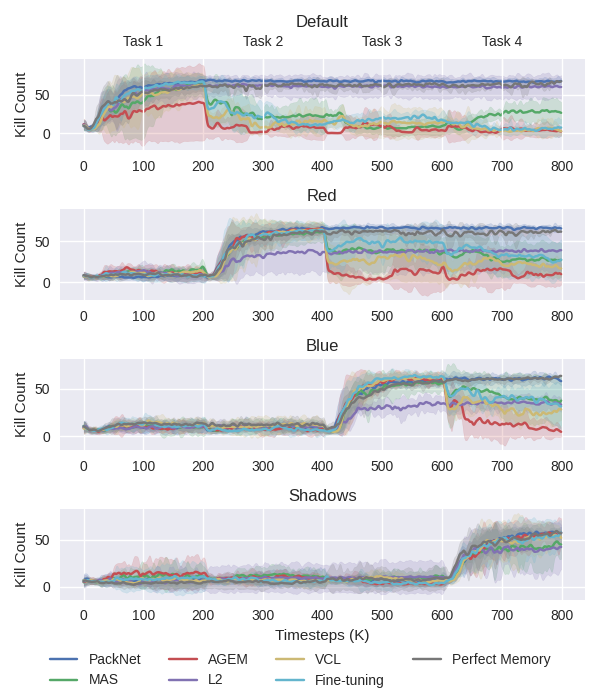 Default
Task 1 Task 2 Task 3 Task 4
Kill Count
50
0
0 100 200 300 400 500 600 700 800
Red
Kill Count
50
0
0 100 200 300 400 500 600 700 800
Blue
Kill Count
50
0
0 100 200 300 400 500 600 700 800
Shadows
Kill Count
50
0
0 100 200 300 400 500 600 700 800
Timesteps (K)
PackNet AGEM VCL Perfect Memory
MAS L2 Fine-tuning